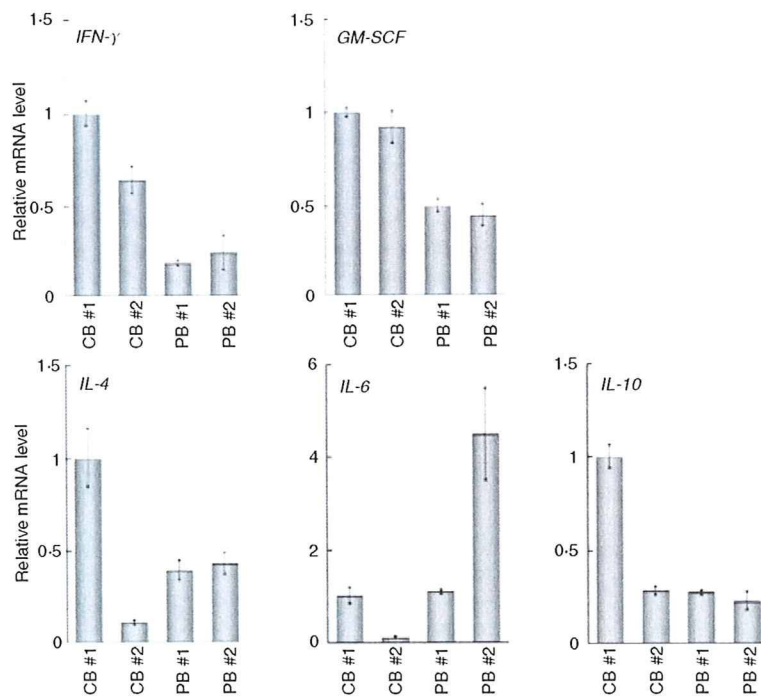 1·5
IFN-γ
1
0·5
0
Relative mRNA level
CB #1
CB #2
PB #1
PB #2
1·5
GM-SCF
1
0·5
0
CB #1
CB #2
PB #1
PB #2
1·5
IL-4
1
0·5
0
Relative mRNA level
CB #1
CB #2
PB #1
PB #2
6
IL-6
4
2
0
CB #1
CB #2
PB #1
PB #2
1·5
IL-10
1
0·5
0
CB #1
CB #2
PB #1
PB #2